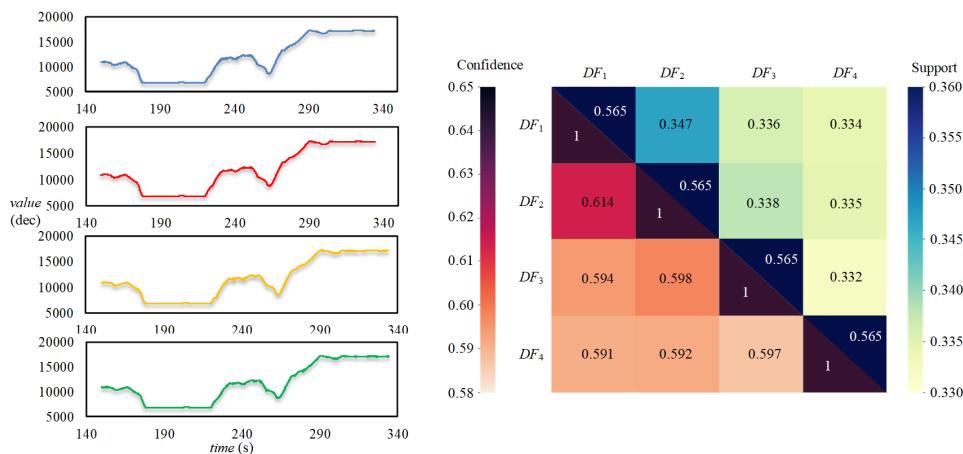 20000
15000
10000
5000
140 190 240 290 340
20000
15000
10000
5000
140 190 240 290 340
value
(dec)
20000
15000
10000
5000
140 190 240 290 340
20000
15000
10000
5000
140 190 240 290 340
time (s)
Confidence
0.65
0.64
0.63
0.62
0.61
0.60
0.59
0.58
DF1 DF2 DF3 DF4
DF1 1 0.565 0.347 0.336 0.334
DF2 0.614 1 0.565 0.338 0.335
DF3 0.594 0.598 1 0.565 0.332
DF4 0.591 0.592 0.597 1 0.565
Support
0.360
0.355
0.350
0.345
0.340
0.335
0.330